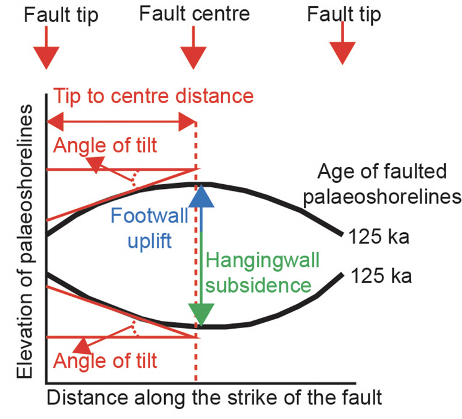 Fault tip
Fault centre
Fault tip
Tip to centre distance
Angle of tilt
Age of faulted
palaeoshorelines
Footwall
uplift
125 ka
Hangingwall
subsidence
125 ka
Angle of tilt
Elevation of palaeoshorelines
Distance along the strike of the fault